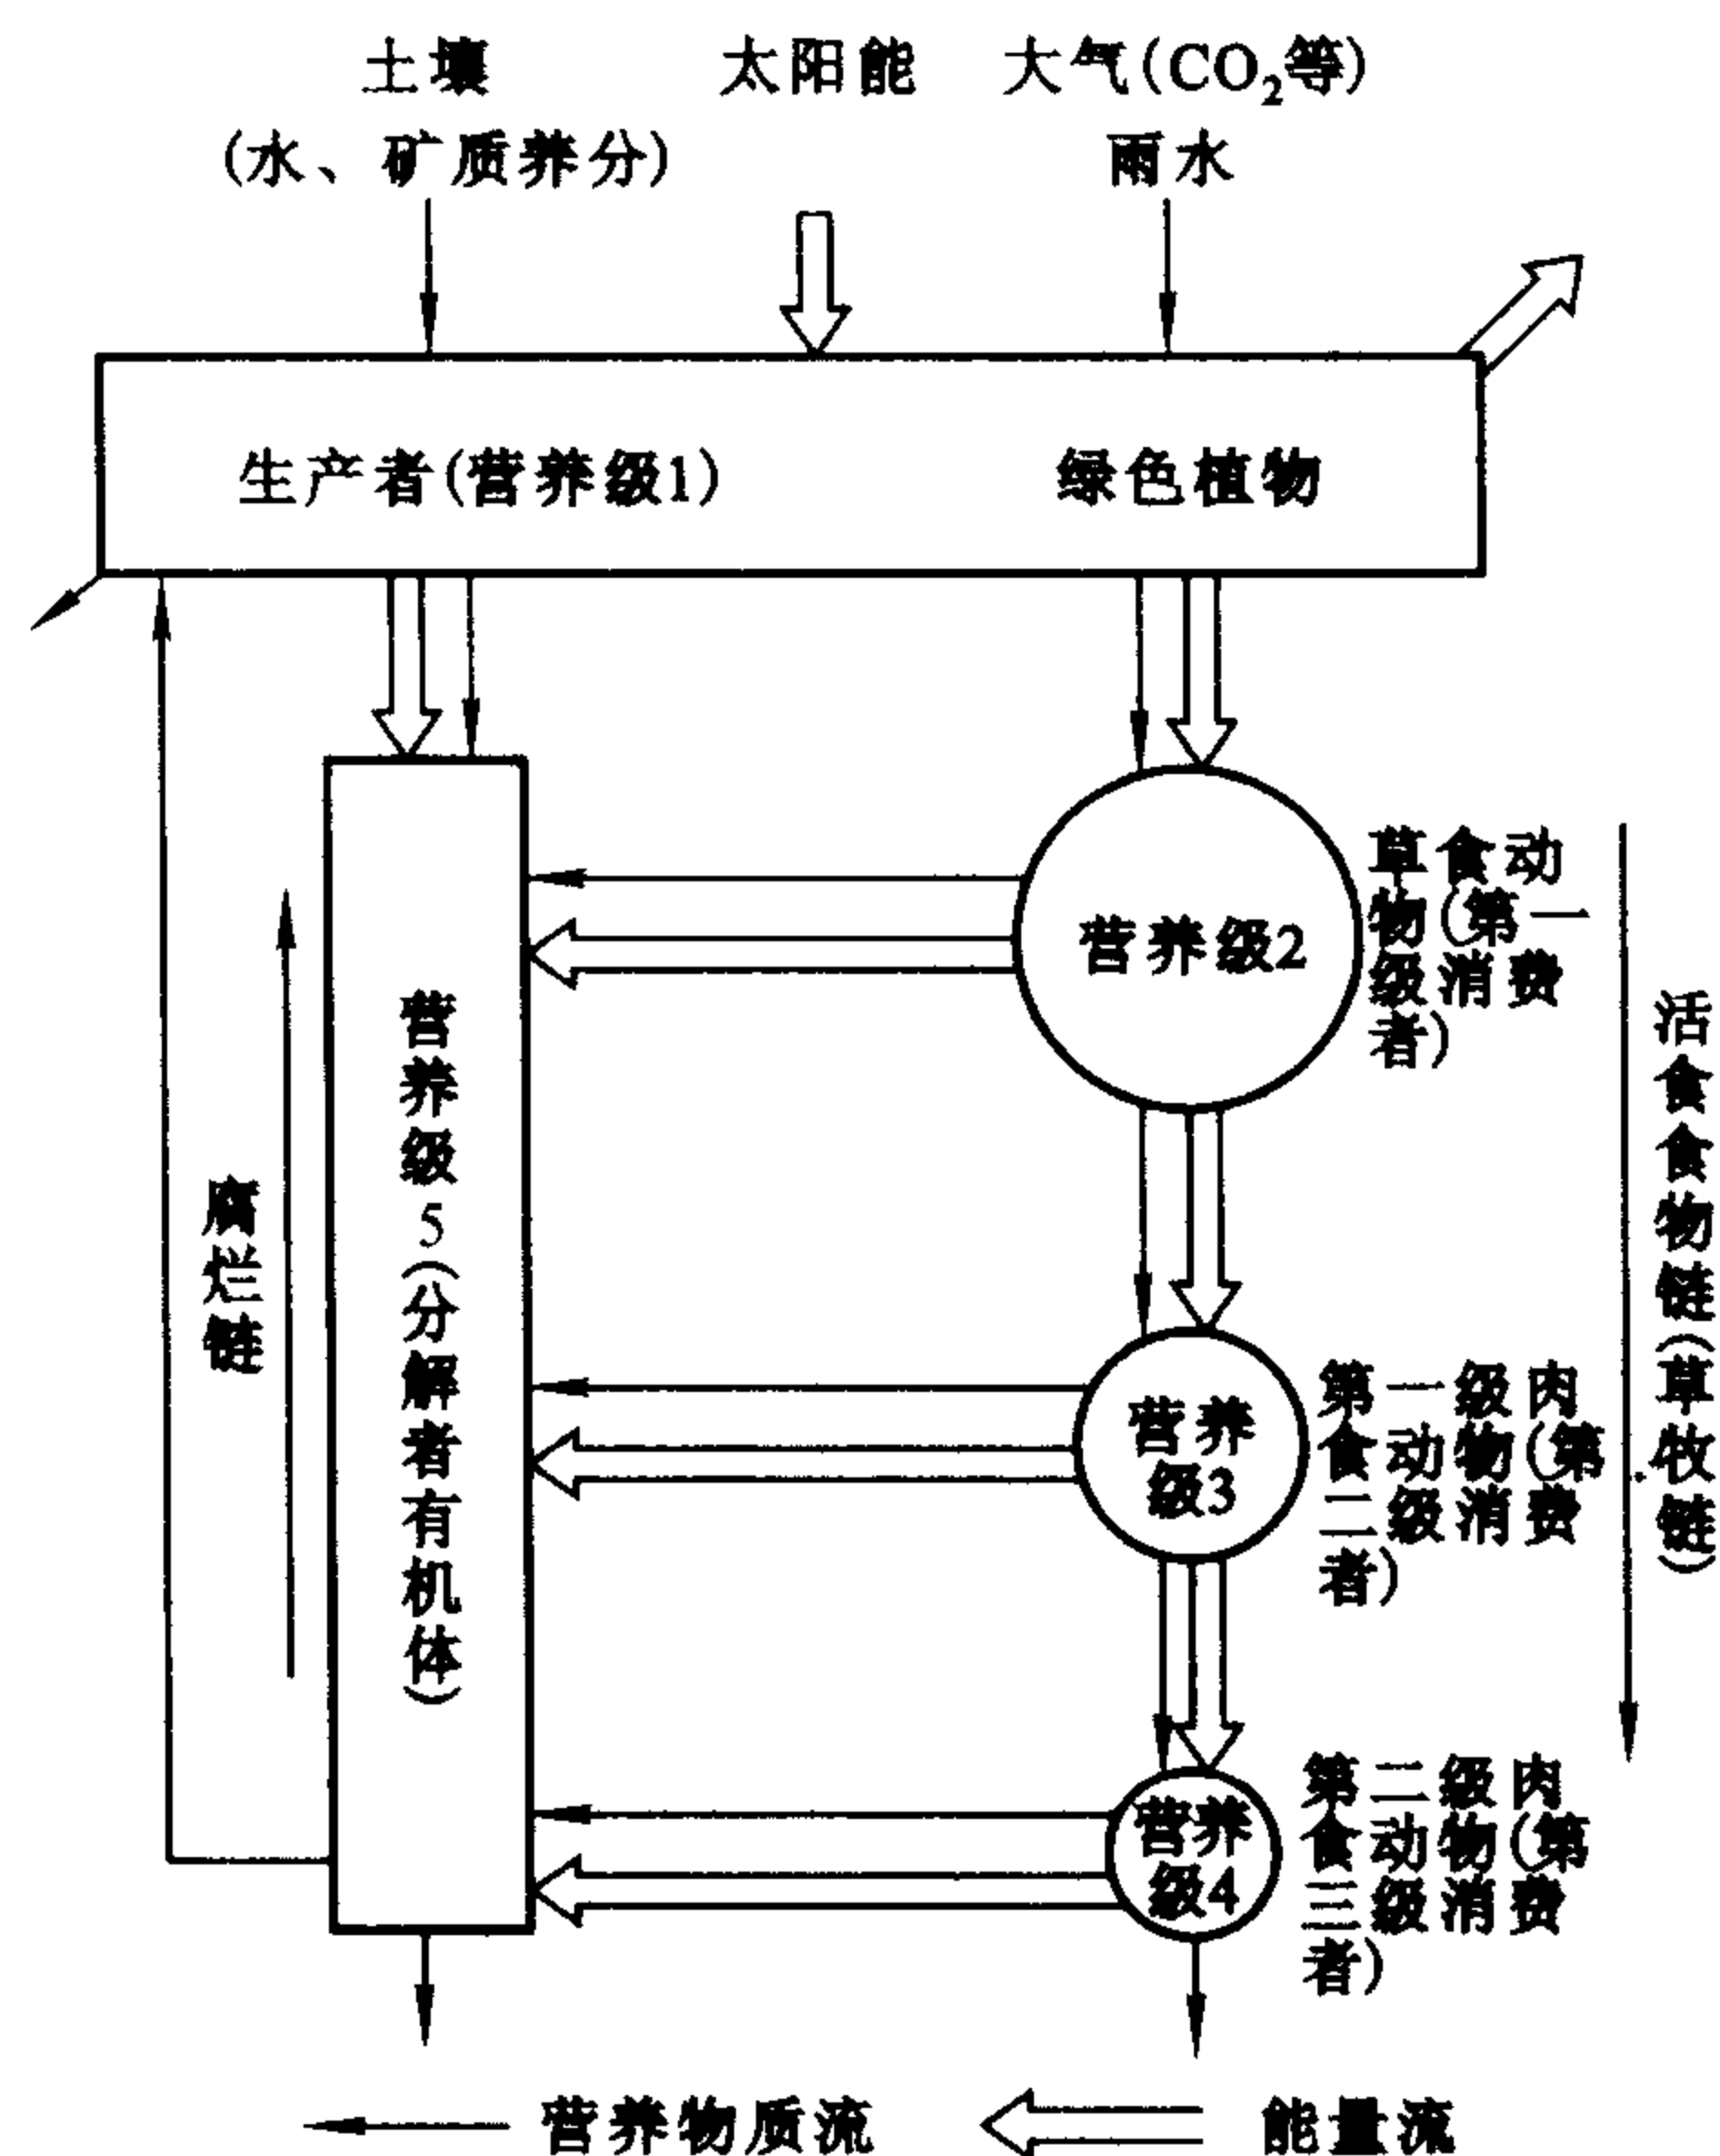 土壤
(水、矿质养分)
太阳能
大气(CO₂等)
雨水
生产者(营养级1)
绿色植物
营养级2
草食动
物(第一
级消费
者)
营养
级3
第一级肉
食动物(第
二级消费
者)
营养
级4
第二级肉
食动物(第
三级消费
者)
营养级5(分解者有机体)
腐烂链
活食食物链(草牧链)
营养物质流
能量流